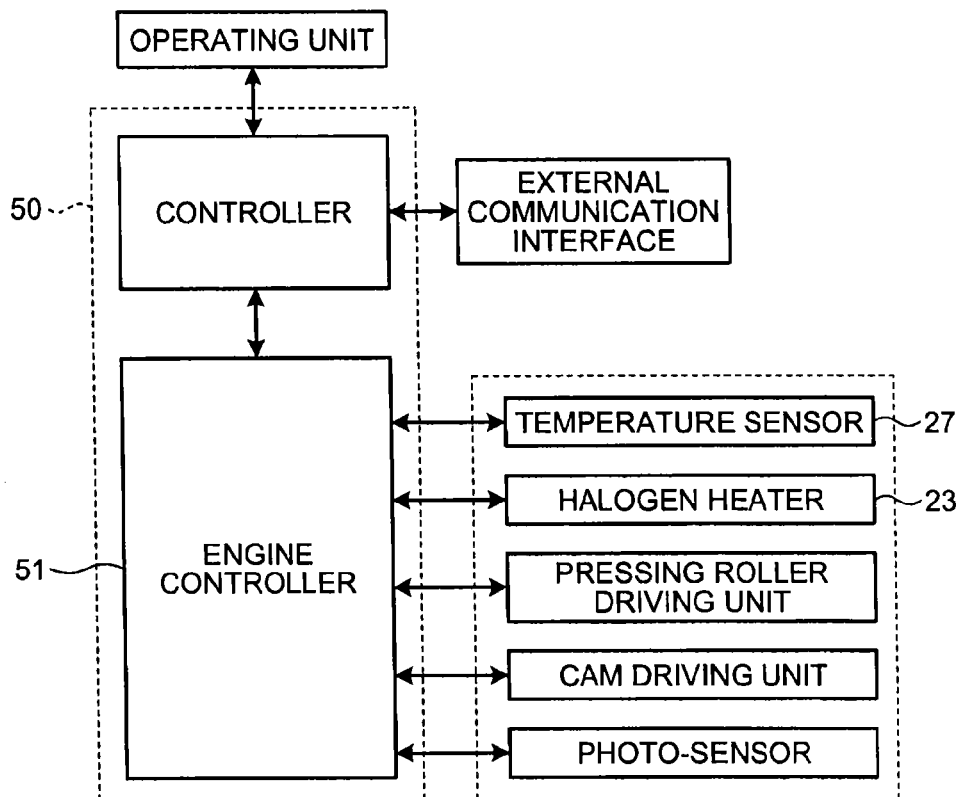 OPERATING UNIT
50
CONTROLLER
EXTERNAL
COMMUNICATION
INTERFACE
51
ENGINE
CONTROLLER
TEMPERATURE SENSOR
27
HALOGEN HEATER
23
PRESSING ROLLER
DRIVING UNIT
CAM DRIVING UNIT
PHOTO-SENSOR